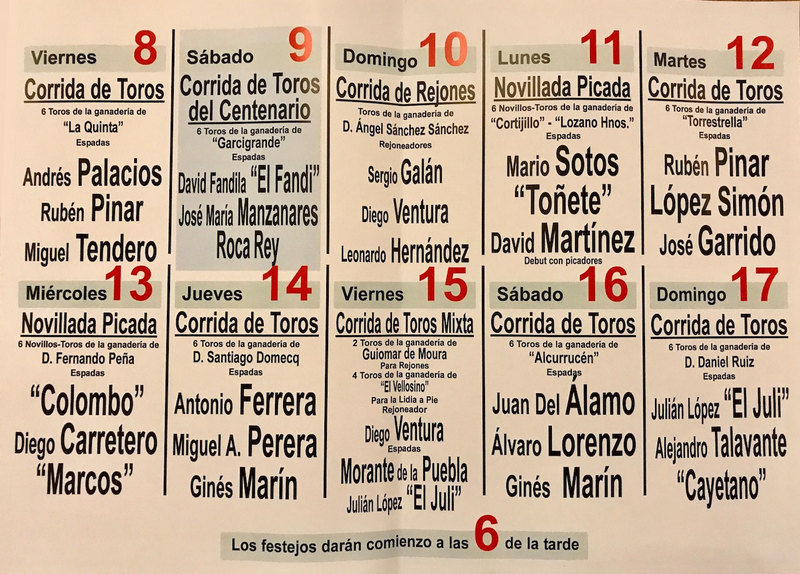 Viernes 8
Corrida de Toros
6 Toros de la ganadería de
“La Quinta”
Espadas
Andrés Palacios
Rubén Pinar
Miguel Tendero
Sábado 9
Corrida de Toros
del Centenario
6 Toros de la ganadería de
“Garcigrande”
Espadas
David Fandila “El Fandi”
José María Manzanares
Roca Rey
Domingo 10
Corrida de Rejones
Toros de la ganadería de
D. Ángel Sánchez Sánchez
Rejoneadores
Sergio Galán
Diego Ventura
Leonardo Hernández
Lunes 11
Novillada Picada
6 Novillos-Toros de la ganadería de
“Cortijillo” - “Lozano Hnos.”
Espadas
Mario Sotos
“Toñete”
David Martínez
Debut con picadores
Martes 12
Corrida de Toros
6 Toros de la ganadería de
“Torrestrella”
Espadas
Rubén Pinar
López Simón
José Garrido
Miércoles 13
Novillada Picada
6 Novillos-Toros de la ganadería de
D. Fernando Peña
Espadas
“Colombo”
Diego Carretero
“Marcos”
Jueves 14
Corrida de Toros
6 Toros de la ganadería de
D. Santiago Domecq
Espadas
Antonio Ferrera
Miguel A. Perera
Ginés Marín
Viernes 15
Corrida de Toros Mixta
2 Toros de la ganadería de
Guiomar de Moura
Para Rejones
4 Toros de la ganadería de
“El Vellosino”
Para la Lidia a Pie
Rejoneador
Diego Ventura
Espadas
Morante de la Puebla
Julián López “El Juli”
Sábado 16
Corrida de Toros
6 Toros de la ganadería de
“Alcurrucén”
Espadas
Juan Del Álamo
Álvaro Lorenzo
Ginés Marín
Domingo 17
Corrida de Toros
6 Toros de la ganadería de
D. Daniel Ruiz
Espadas
Julián López “El Juli”
Alejandro Talavante
“Cayetano”
Los festejos darán comienzo a las 6 de la tarde